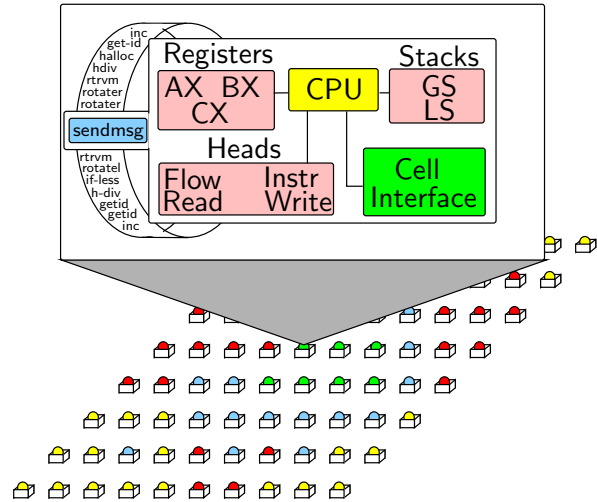 inc
get-id
halloc
hdiv
rtrvm
rotater
rotater
sendmsg
rtrvm
rotatel
if-less
h-div
getid
getid
inc
Registers
AX BX
CX
CPU
Stacks
GS
LS
Heads
Flow Instr
Read Write
Cell
Interface